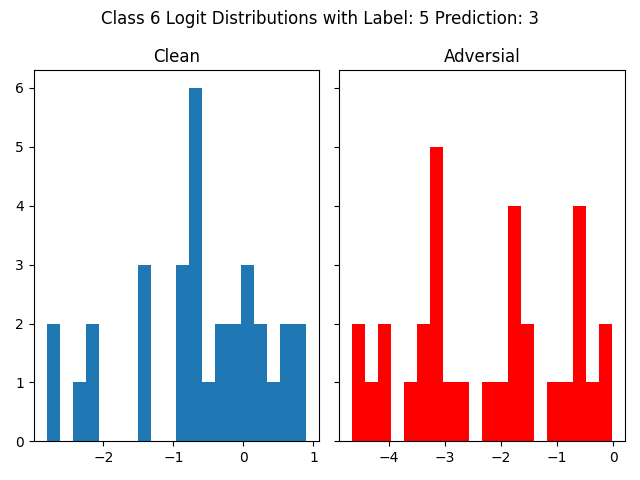 Class 6 Logit Distributions with Label: 5 Prediction: 3
Clean
Adversial
6
5
4
3
2
1
0
−2 −1 0 1
−4 −3 −2 −1 0